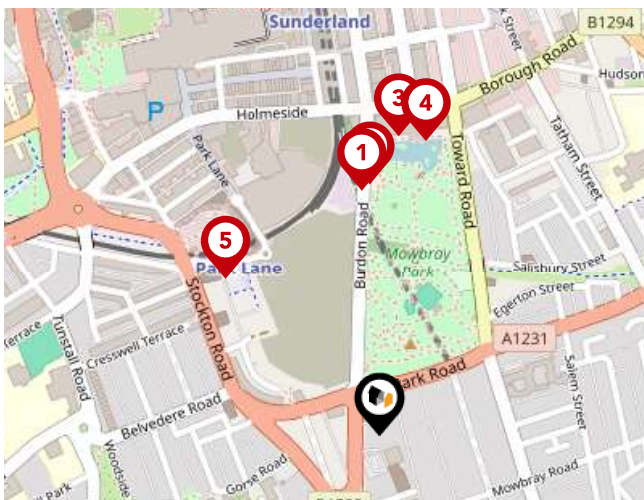 Sunderland
B1294
Street
Borough Road
Hudson
P
Holmeside
3
4
1
Tatham Street
Toward Road
Park Lane
Burdon Road
5
Park Lane
Mowbray
Park
Salisbury Street
Egerton Street
Stockton Road
Terrace
Cresswell Terrace
Tunstall Road
A1231
Park Road
Salem Street
Belvedere Road
Woodside
Gorse Road
Mowbray Road
Park